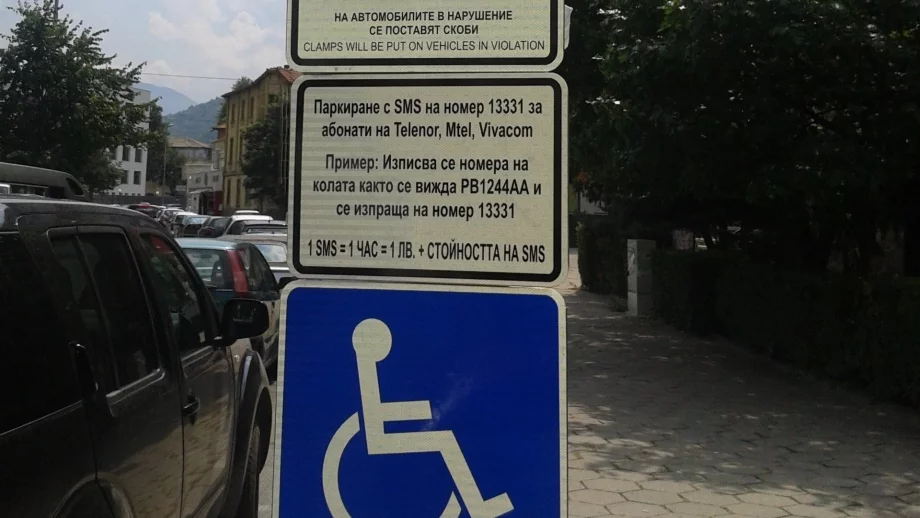 НА АВТОМОБИЛИТЕ В НАРУШЕНИЕ
СЕ ПОСТАВЯТ СКОБИ
CLAMPS WILL BE PUT ON VEHICLES IN VIOLATION
Паркиране с SMS на номер 13331 за
абонати на Telenor, Mtel, Vivacom
Пример: Изписва се номера на
колата както се вижда PB1244AA и
се изпраща на номер 13331
1 SMS = 1 ЧАС = 1 ЛВ. + СТОЙНОСТТА НА SMS